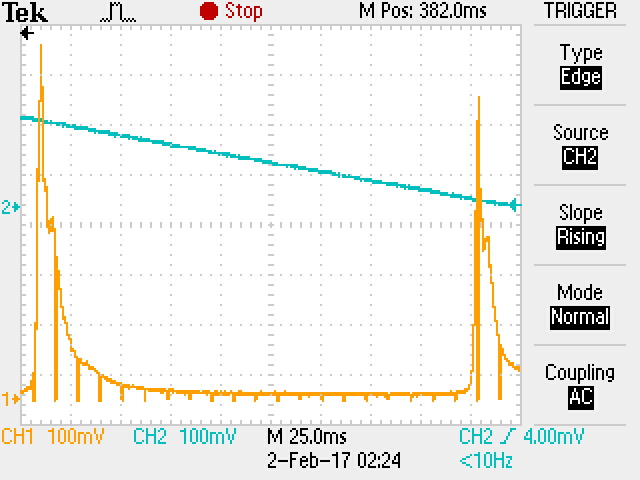 Tek Stop M Pos: 382.0ms TRIGGER
Type
Edge
Source
CH2
2 Slope
Rising
Mode
Normal
1 Coupling
AC
CH1 100mV CH2 100mV M 25.0ms CH2 4.00mV
2-Feb-17 02:24 <10Hz